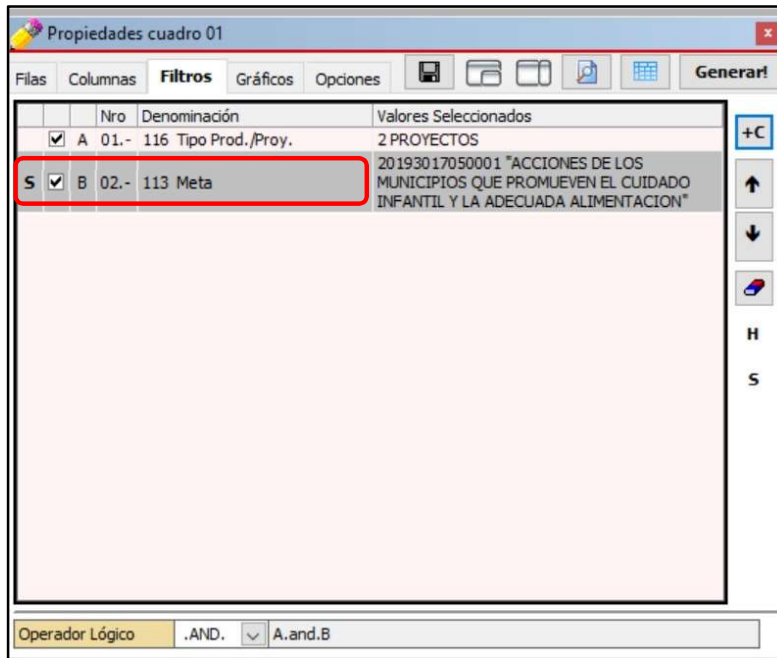 Propiedades cuadro 01
x
Filas Columnas Filtros Gráficos Opciones Generar!
Nro Denominación Valores Seleccionados
A 01.- 116 Tipo Prod./Proy. 2 PROYECTOS
S B 02.- 113 Meta 20193017050001 "ACCIONES DE LOS
MUNICIPIOS QUE PROMUEVEN EL CUIDADO
INFANTIL Y LA ADECUADA ALIMENTACION"
+C
H
S
Operador Lógico .AND. A.and.B